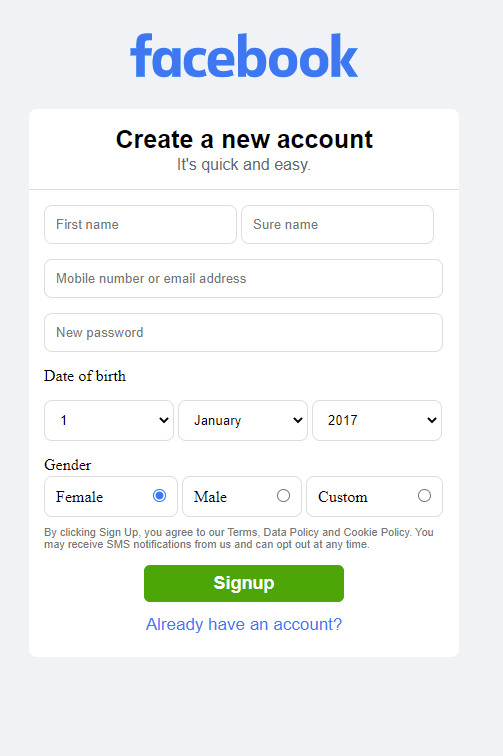 facebook
Create a new account
It's quick and easy.
First name Sure name
Mobile number or email address
New password
Date of birth
1 January 2017
Gender
Female Male Custom
By clicking Sign Up, you agree to our Terms, Data Policy and Cookie Policy. You
may receive SMS notifications from us and can opt out at any time.
Signup
Already have an account?